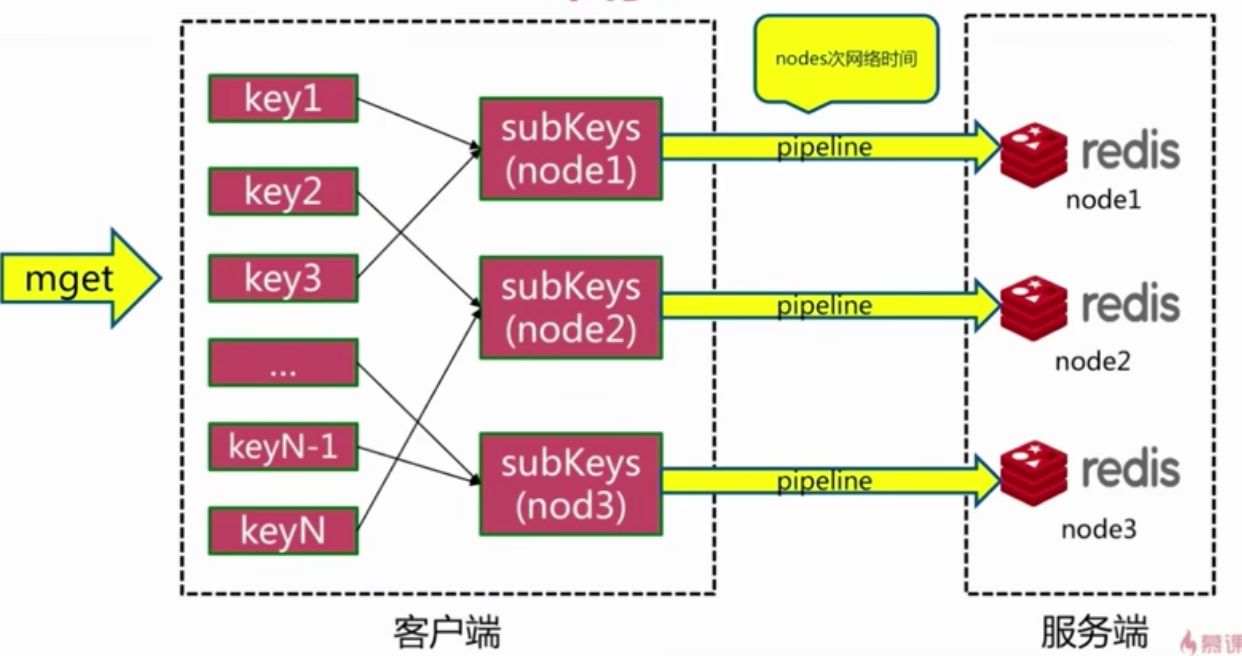 nodes次网络时间
mget
key1
key2
key3
...
keyN-1
keyN
subKeys
(node1)
subKeys
(node2)
subKeys
(nod3)
pipeline
pipeline
pipeline
redis
node1
redis
node2
redis
node3
客户端
服务端
慕课